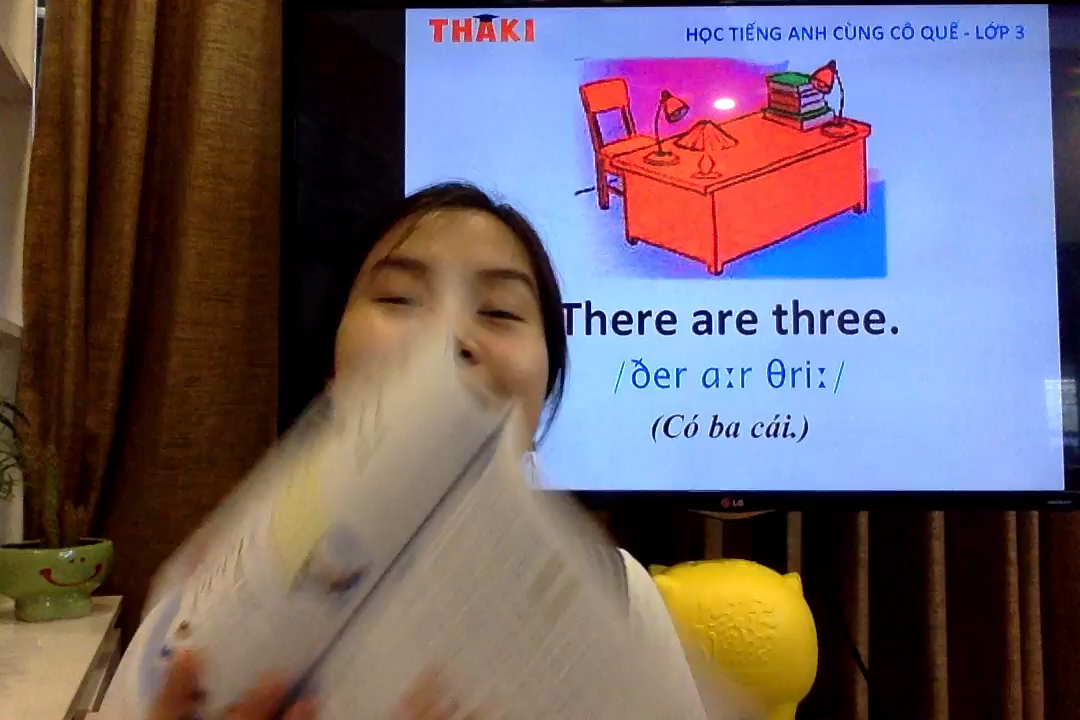 THAKI
HỌC TIẾNG ANH CÙNG CÔ QUẾ - LỚP 3
There are three.
/ðer ɑːr θriː/
(Có ba cái.)
LG